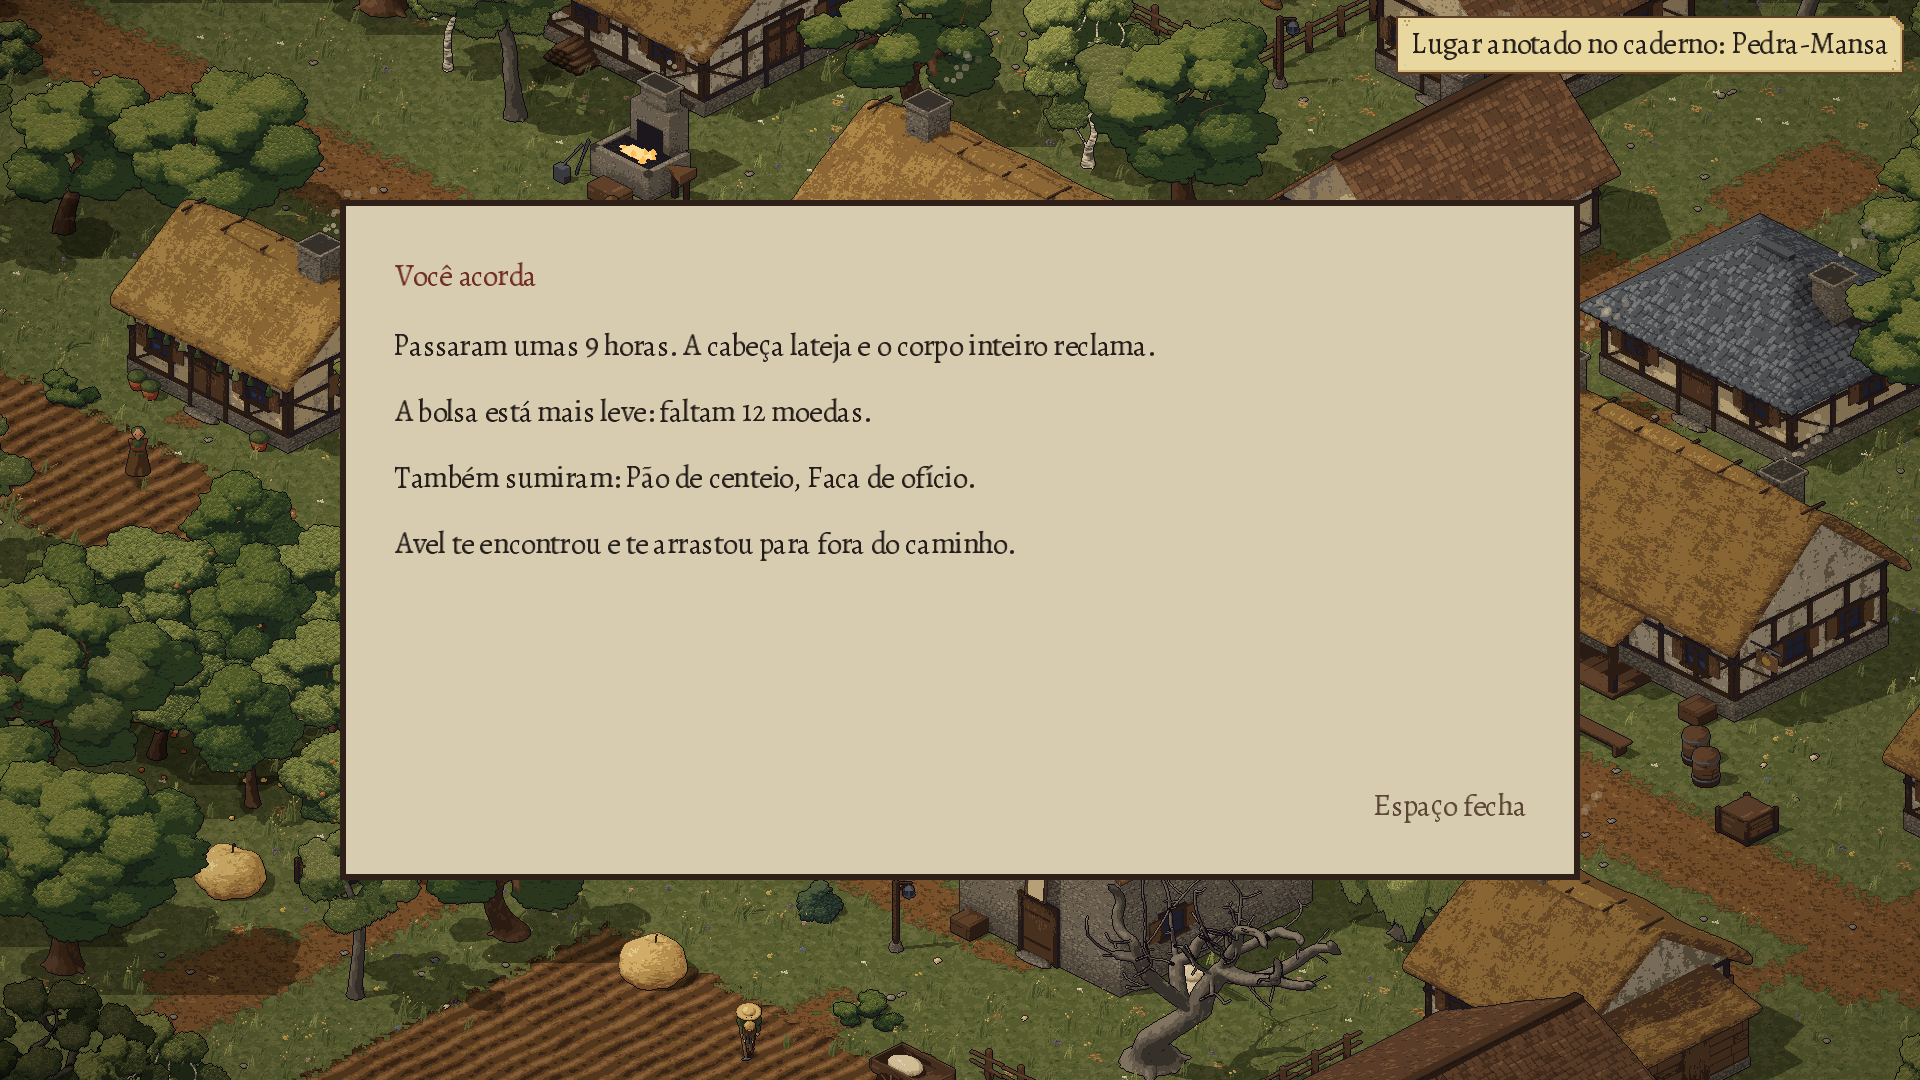 Lugar anotado no caderno: Pedra-Mansa
Você acorda
Passaram umas 9 horas. A cabeça lateja e o corpo inteiro reclama.
A bolsa está mais leve: faltam 12 moedas.
Também sumiram: Pão de centeio, Faca de ofício.
Avel te encontrou e te arrastou para fora do caminho.
Espaço fecha